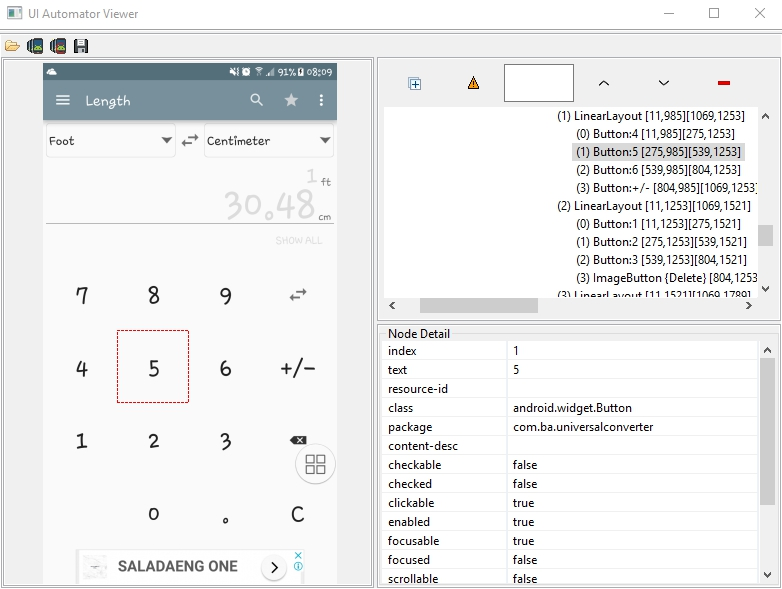 UI Automator Viewer
91% 08:09
Length
Foot
Centimeter
1 ft
30.48 cm
SHOW ALL
7 8 9
4 5 6 +/−
1 2 3
0 . C
SALADAENG ONE
(1) LinearLayout [11,985][1069,1253]
(0) Button:4 [11,985][275,1253]
(1) Button:5 [275,985][539,1253]
(2) Button:6 [539,985][804,1253]
(3) Button:+/- [804,985][1069,1253]
(2) LinearLayout [11,1253][1069,1521]
(0) Button:1 [11,1253][275,1521]
(1) Button:2 [275,1253][539,1521]
(2) Button:3 [539,1253][804,1521]
(3) ImageButton {Delete} [804,1253
(3) LinearLayout [11,1521][1069,1789]
Node Detail
index 1
text 5
resource-id
class android.widget.Button
package com.ba.universalconverter
content-desc
checkable false
checked false
clickable true
enabled true
focusable true
focused false
scrollable false